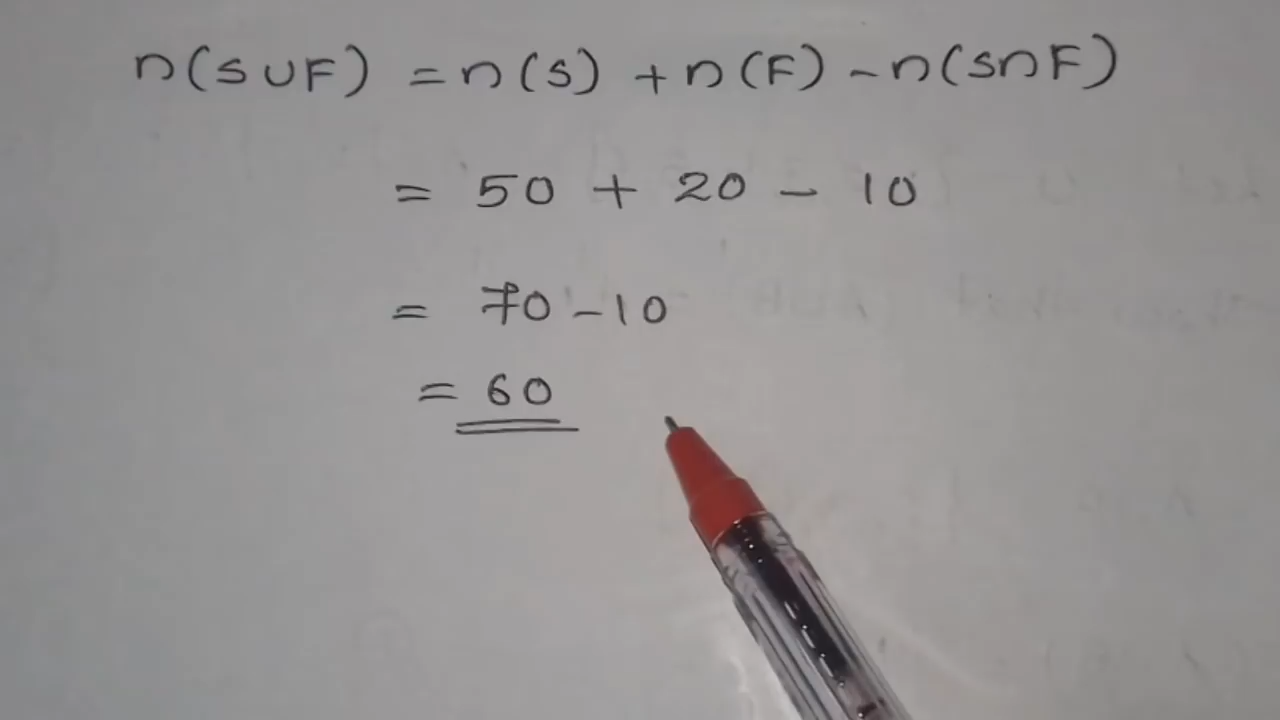 n(S∪F) = n(S) + n(F) - n(S∩F)
= 50 + 20 - 10
= 70 - 10
= 60